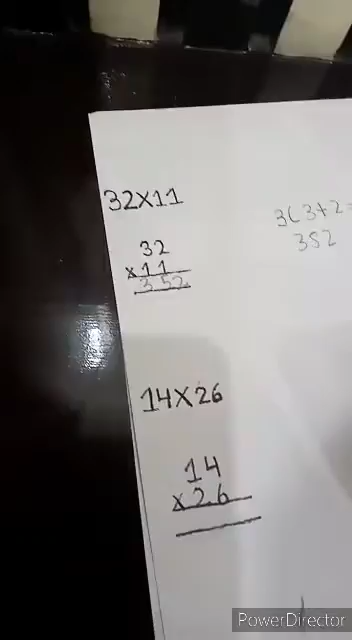 32x11
3(3+2=
352
32
x11
352
14x26
14
x26
PowerDirector